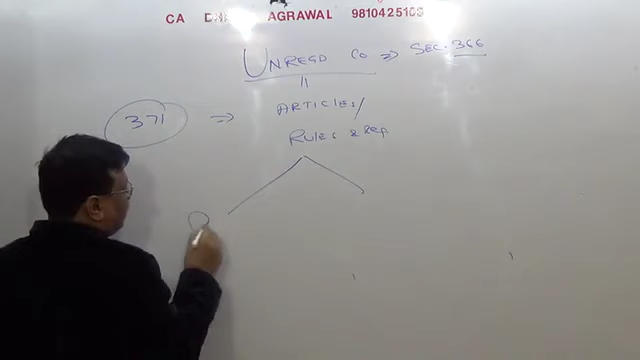 CA AGRAWAL 9810425103
UNREGD CO ⇒ SEC. 366
371 ⇒ ARTICLES/
RULES & REG